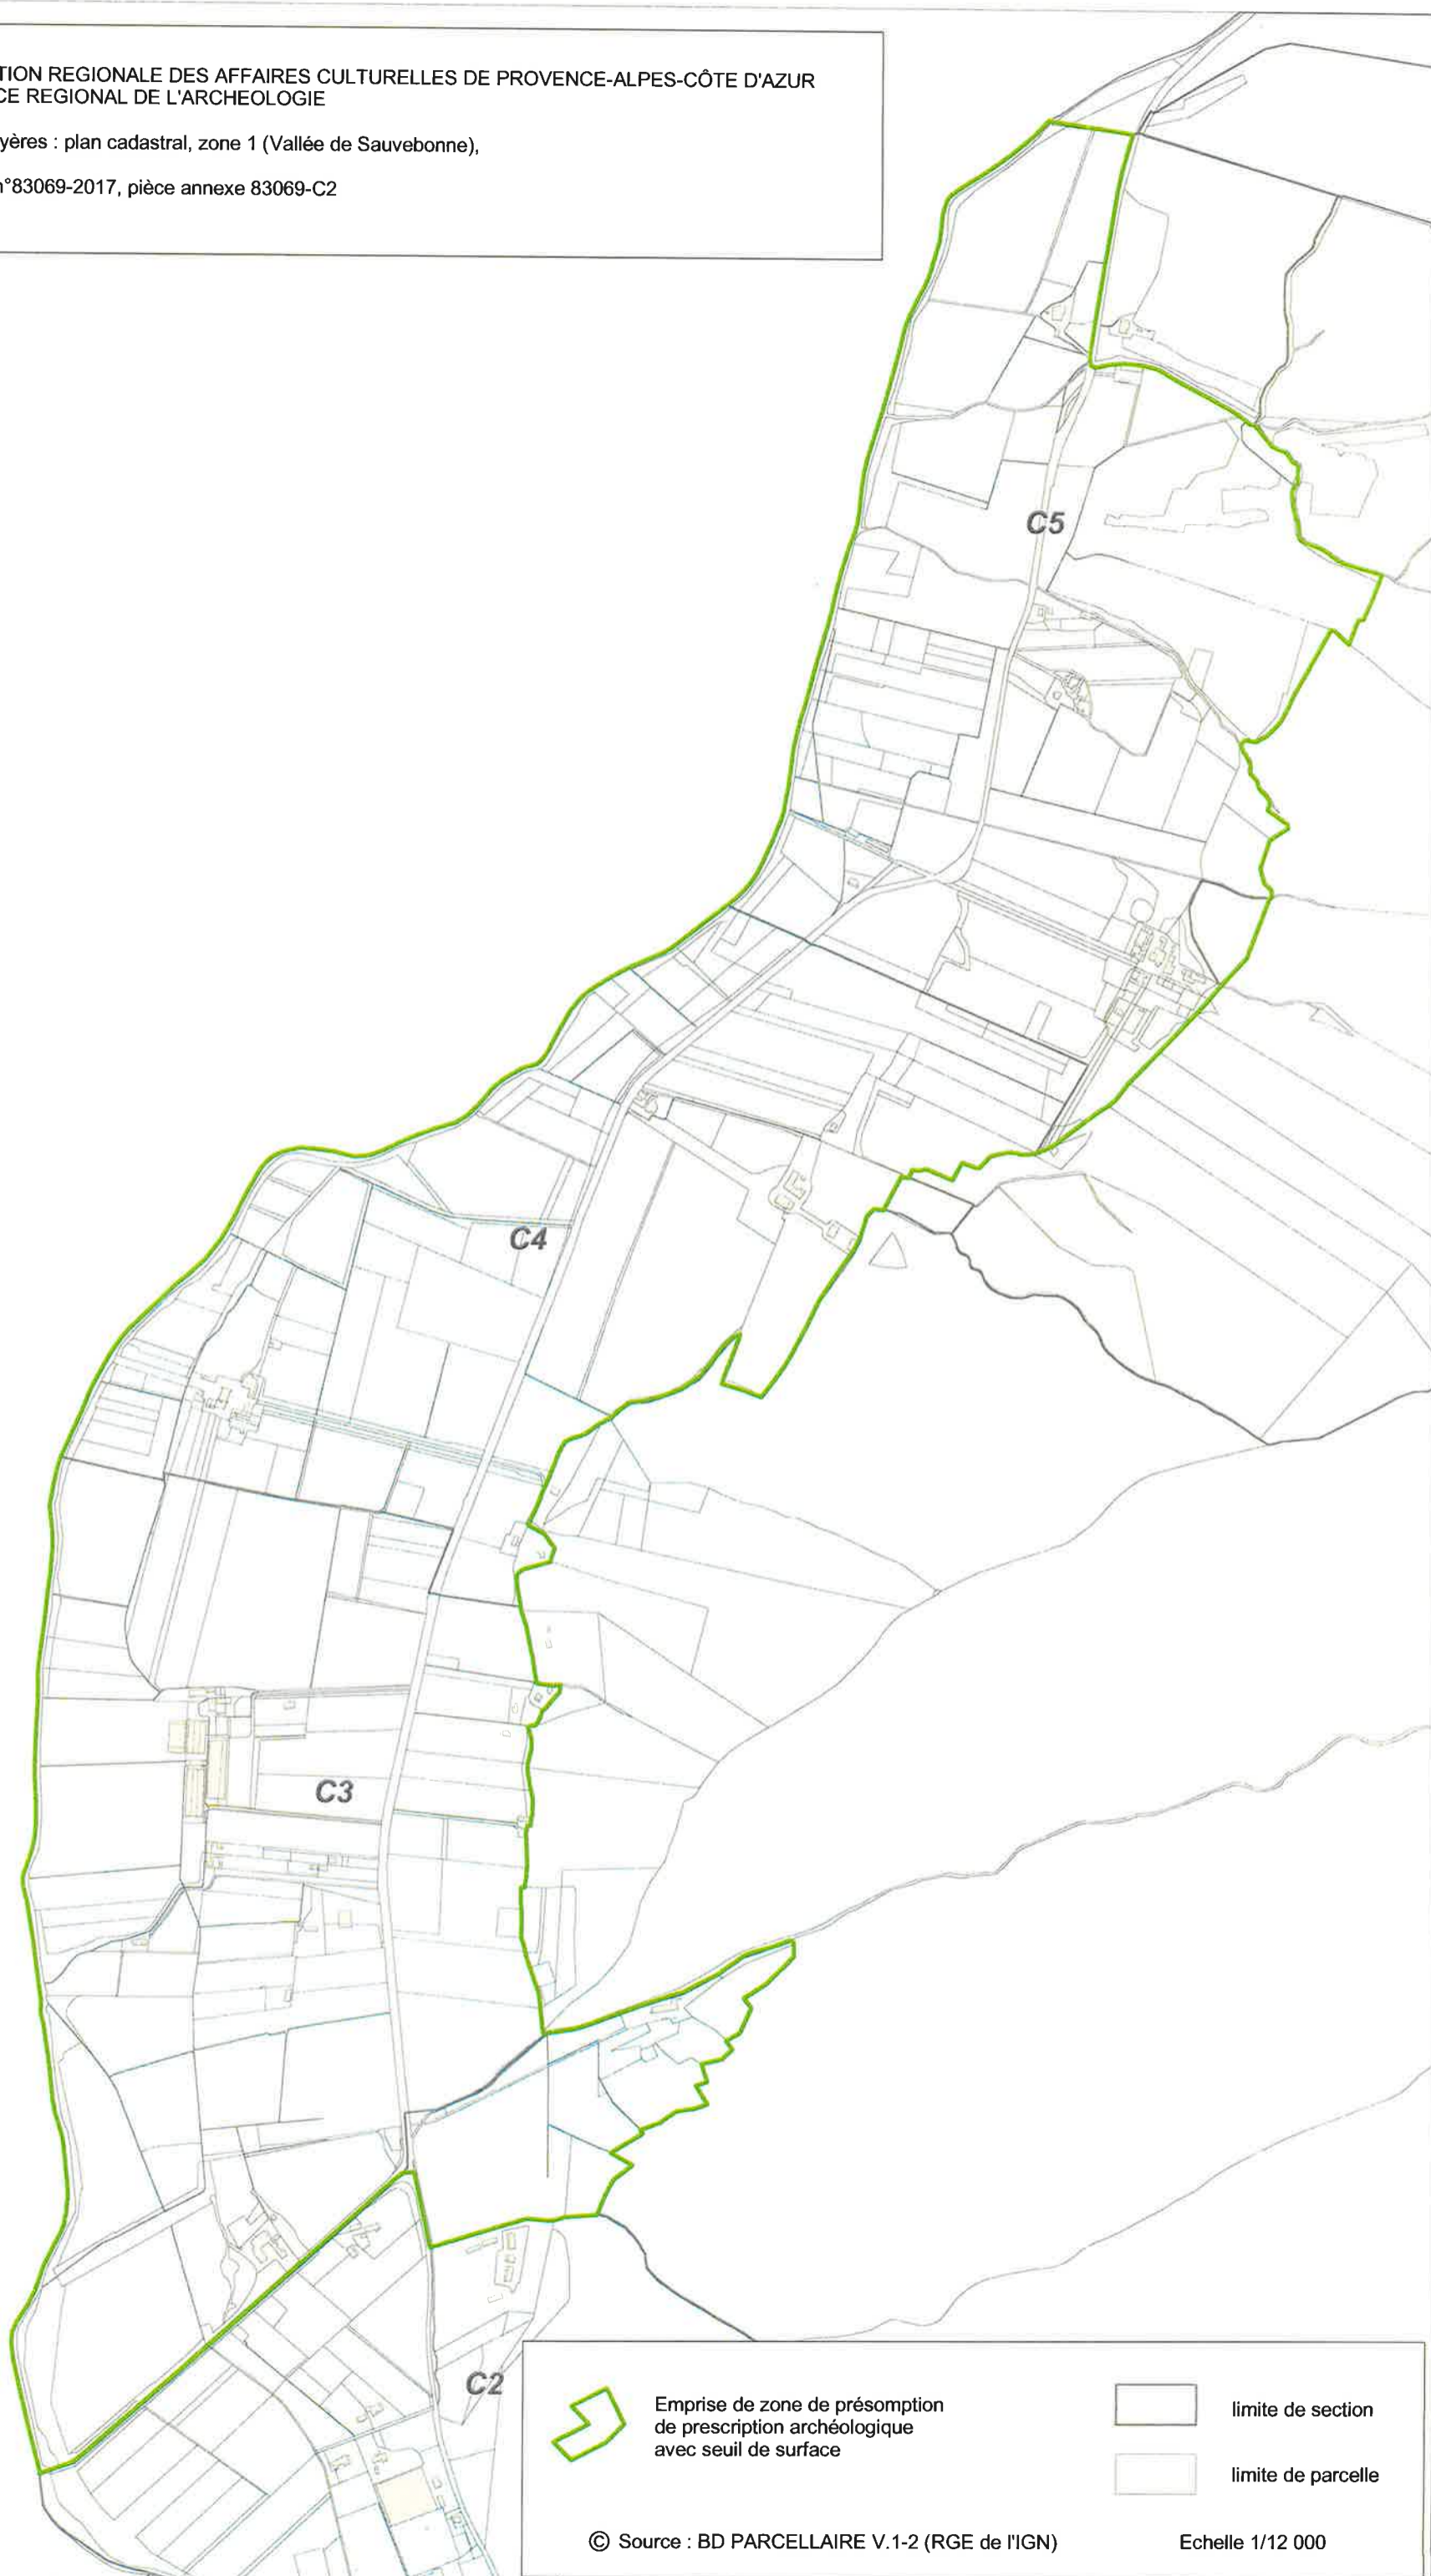 TION REGIONALE DES AFFAIRES CULTURELLES DE PROVENCE-ALPES-CÔTE D'AZUR
CE REGIONAL DE L'ARCHEOLOGIE
yères : plan cadastral, zone 1 (Vallée de Sauvebonne),
n°83069-2017, pièce annexe 83069-C2
C5
C4
C3
C2
Emprise de zone de présomption
de prescription archéologique
avec seuil de surface
limite de section
limite de parcelle
© Source : BD PARCELLAIRE V.1-2 (RGE de l'IGN)
Echelle 1/12 000